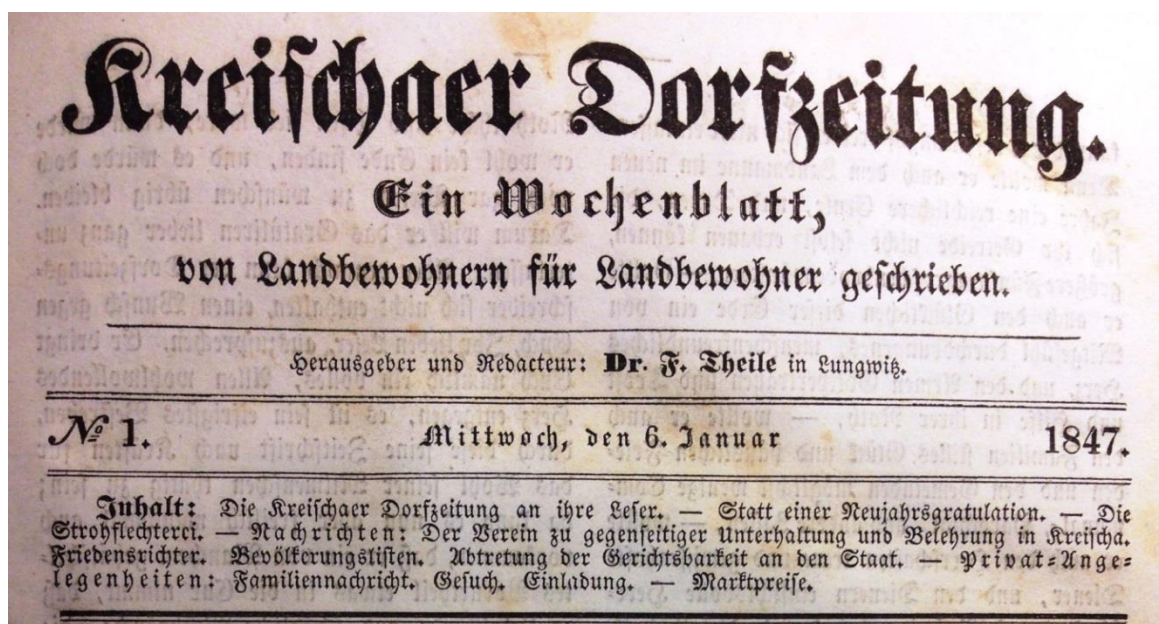 Kreiſchaer Dorfzeitung.
Ein Wochenblatt,
von Landbewohnern für Landbewohner geſchrieben.
Herausgeber und Redacteur: Dr. F. Theile in Lungwitz.
№ 1. Mittwoch, den 6. Januar 1847.
Inhalt: Die Kreiſchaer Dorfzeitung an ihre Leſer. — Statt einer Neujahrsgratulation. — Die
Strohflechterei. — Nachrichten: Der Verein zu gegenſeitiger Unterhaltung und Belehrung in Kreiſcha.
Friedensrichter. Bevölkerungsliſten. Abtretung der Gerichtsbarkeit an den Staat. — Privat-Ange-
legenheiten: Familiennachricht. Geſuch. Einladung. — Marktpreiſe.